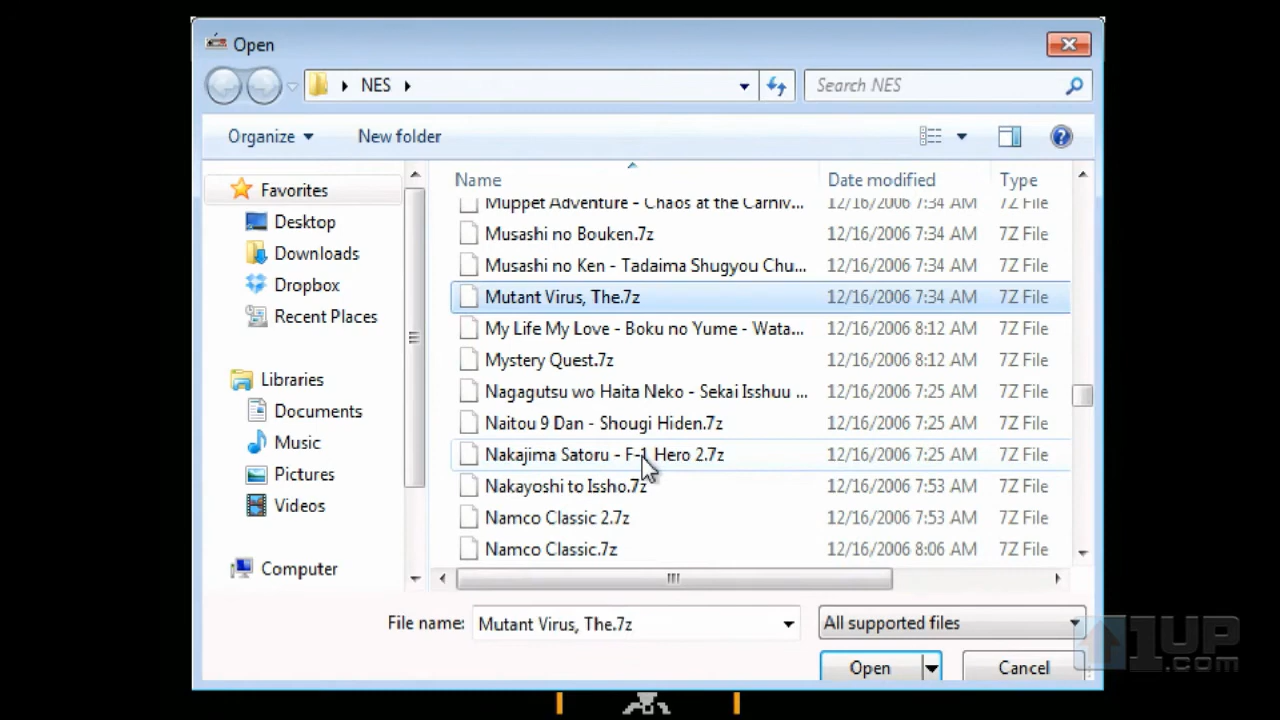 Open
NES
Search NES
Organize
New folder
Name Date modified Type
Favorites
Desktop
Downloads
Dropbox
Recent Places
Libraries
Documents
Music
Pictures
Videos
Computer
Muppet Adventure - Chaos at the Carniv... 12/16/2006 7:34 AM 7Z File
Musashi no Bouken.7z 12/16/2006 7:34 AM 7Z File
Musashi no Ken - Tadaima Shugyou Chu... 12/16/2006 7:34 AM 7Z File
Mutant Virus, The.7z 12/16/2006 7:34 AM 7Z File
My Life My Love - Boku no Yume - Wata... 12/16/2006 8:12 AM 7Z File
Mystery Quest.7z 12/16/2006 8:12 AM 7Z File
Nagagutsu wo Haita Neko - Sekai Isshuu ... 12/16/2006 7:25 AM 7Z File
Naitou 9 Dan - Shougi Hiden.7z 12/16/2006 7:25 AM 7Z File
Nakajima Satoru - F-1 Hero 2.7z 12/16/2006 7:25 AM 7Z File
Nakayoshi to Issho.7z 12/16/2006 7:53 AM 7Z File
Namco Classic 2.7z 12/16/2006 7:53 AM 7Z File
Namco Classic.7z 12/16/2006 8:06 AM 7Z File
File name: Mutant Virus, The.7z All supported files
Open Cancel
1UP
.com